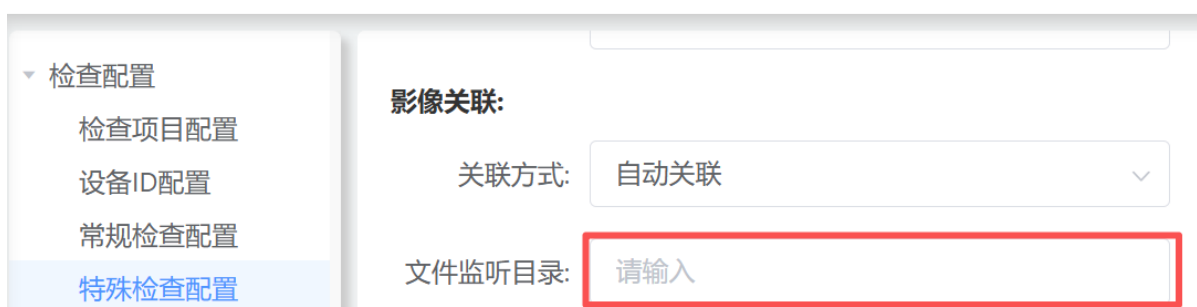 检查配置
检查项目配置
设备ID配置
常规检查配置
特殊检查配置
影像关联:
关联方式: 自动关联
文件监听目录: 请输入